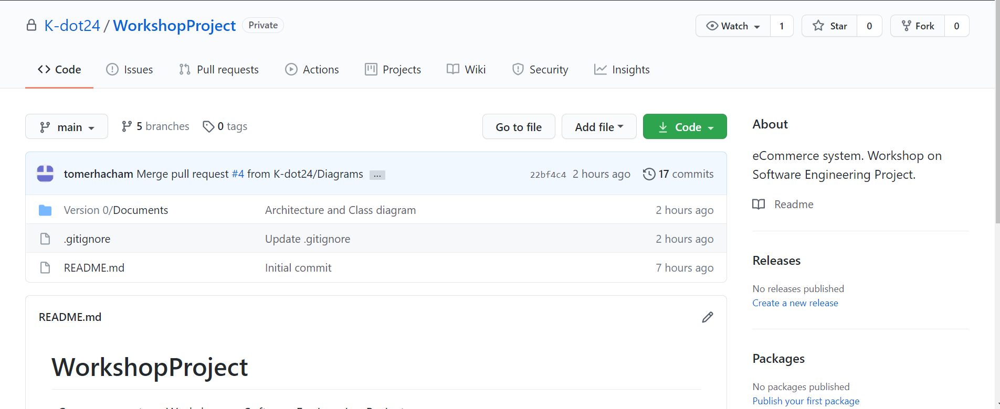 K-dot24 / WorkshopProject Private Watch 1 Star 0 Fork 0
Code Issues Pull requests Actions Projects Wiki Security Insights
main 5 branches 0 tags Go to file Add file Code
tomerhacham Merge pull request #4 from K-dot24/Diagrams ... 22bf4c4 2 hours ago 17 commits
Version 0/Documents Architecture and Class diagram 2 hours ago
.gitignore Update .gitignore 2 hours ago
README.md Initial commit 7 hours ago
README.md
WorkshopProject
About
eCommerce system. Workshop on
Software Engineering Project.
Readme
Releases
No releases published
Create a new release
Packages
No packages published
Publish your first package